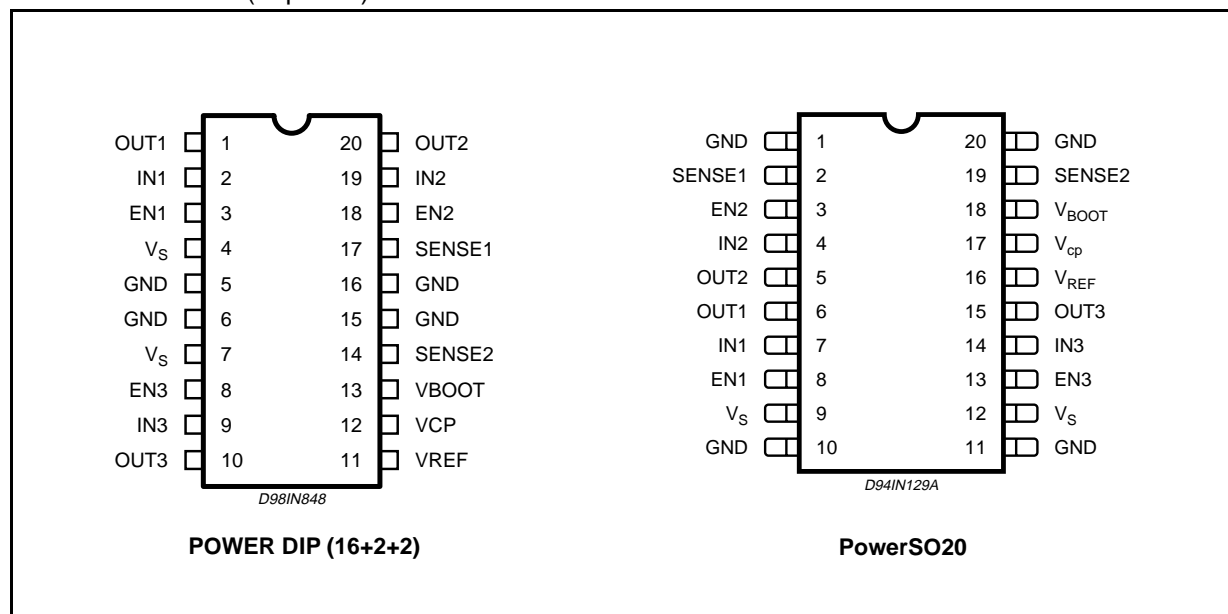 OUT1 1 20 OUT2
IN1 2 19 IN2
EN1 3 18 EN2
VS 4 17 SENSE1
GND 5 16 GND
GND 6 15 GND
VS 7 14 SENSE2
EN3 8 13 VBOOT
IN3 9 12 VCP
OUT3 10 11 VREF
D98IN848
POWER DIP (16+2+2)
GND 1 20 GND
SENSE1 2 19 SENSE2
EN2 3 18 VBOOT
IN2 4 17 Vcp
OUT2 5 16 VREF
OUT1 6 15 OUT3
IN1 7 14 IN3
EN1 8 13 EN3
VS 9 12 VS
GND 10 11 GND
D94IN129A
PowerSO20